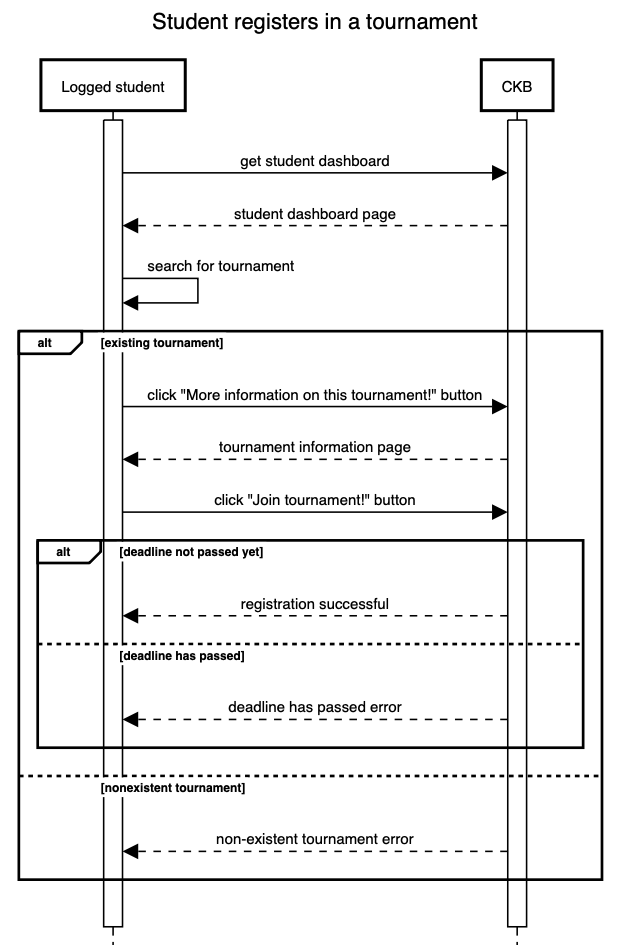 Student registers in a tournament
Logged student
CKB
get student dashboard
student dashboard page
search for tournament
alt
[existing tournament]
click "More information on this tournament!" button
tournament information page
click "Join tournament!" button
alt
[deadline not passed yet]
registration successful
[deadline has passed]
deadline has passed error
[nonexistent tournament]
non-existent tournament error